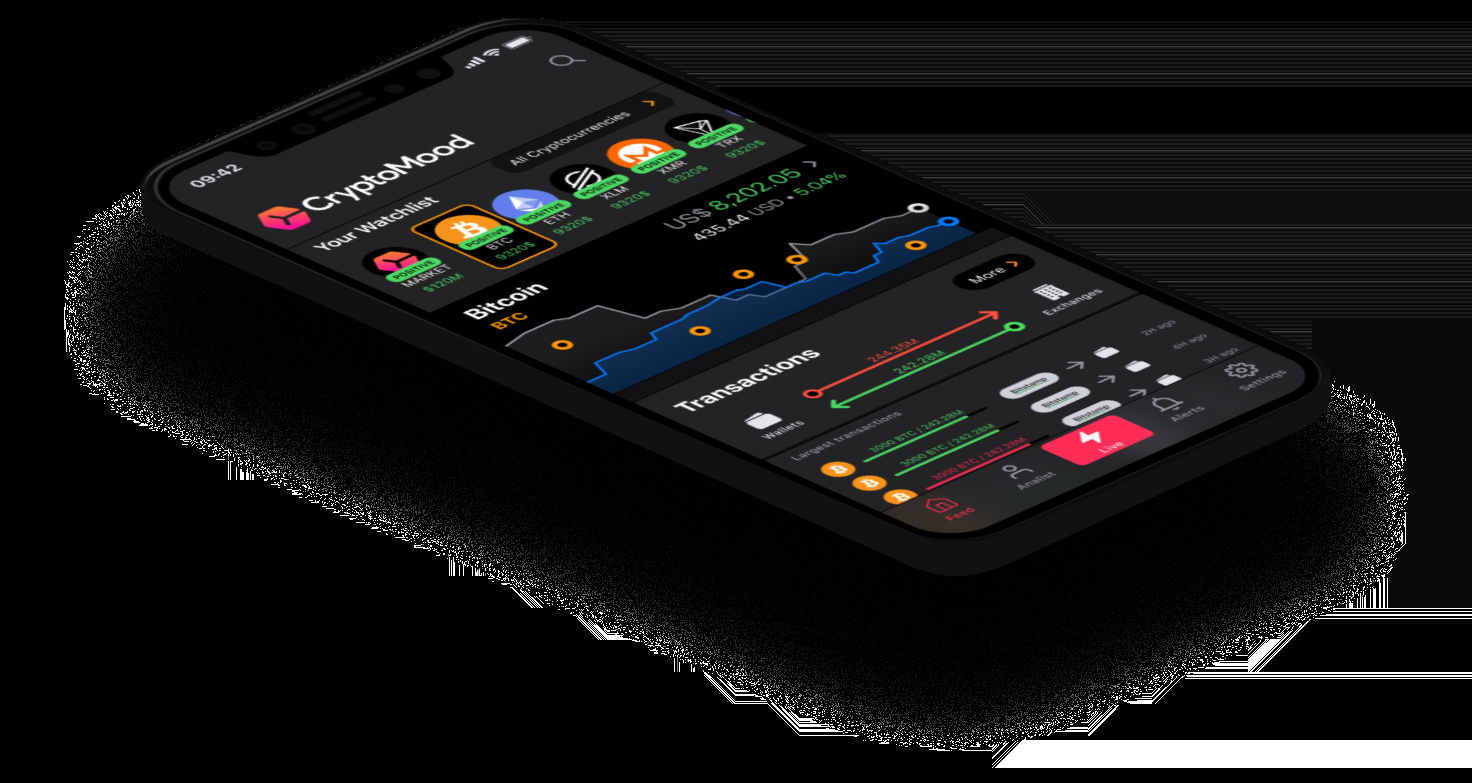 09:42
CryptoMood
Your Watchlist
All Cryptocurrencies
POSITIVE
MARKET
$120M
POSITIVE
BTC
9320$
POSITIVE
ETH
9320$
POSITIVE
XLM
9320$
POSITIVE
XMR
9320$
POSITIVE
TRX
9320$
Bitcoin
BTC
US$ 8,202.05
435.44 USD • 5.04%
Transactions
More
Wallets
244.35M
242.28M
Exchanges
Largest transactions
3000 BTC / 242.28M
Bitstamp
2H ago
3000 BTC / 242.28M
Bitstamp
4H ago
3000 BTC / 242.28M
Bitstamp
3H ago
Feed
Analist
Live
Alerts
Settings